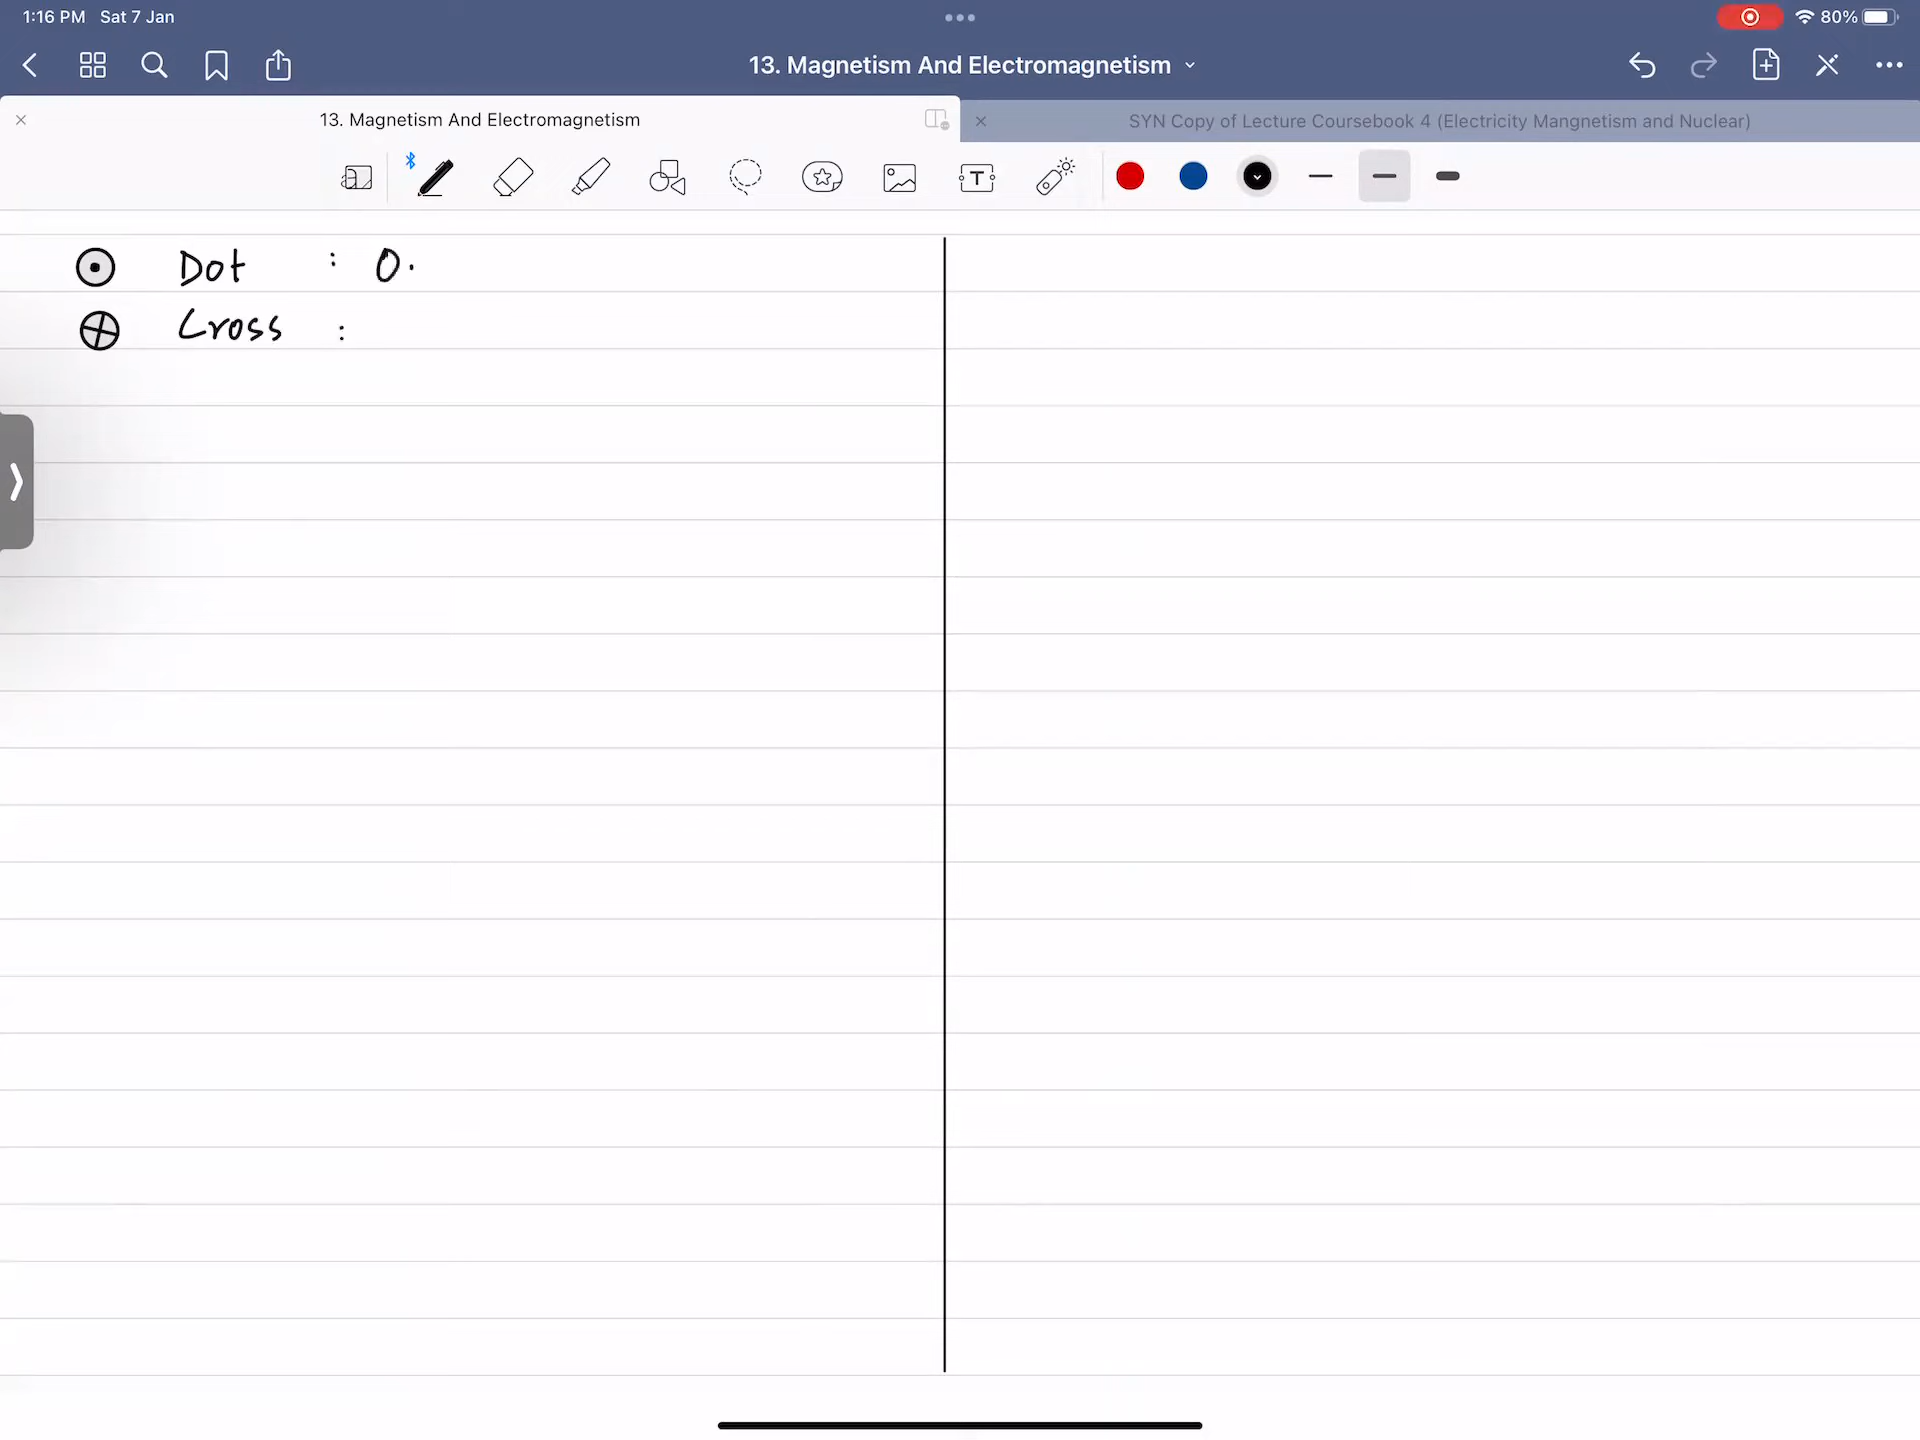 1:16 PM Sat 7 Jan
80%
13. Magnetism And Electromagnetism
13. Magnetism And Electromagnetism
SYN Copy of Lecture Coursebook 4 (Electricity Mangnetism and Nuclear)
a
T
Dot : O.
Cross :